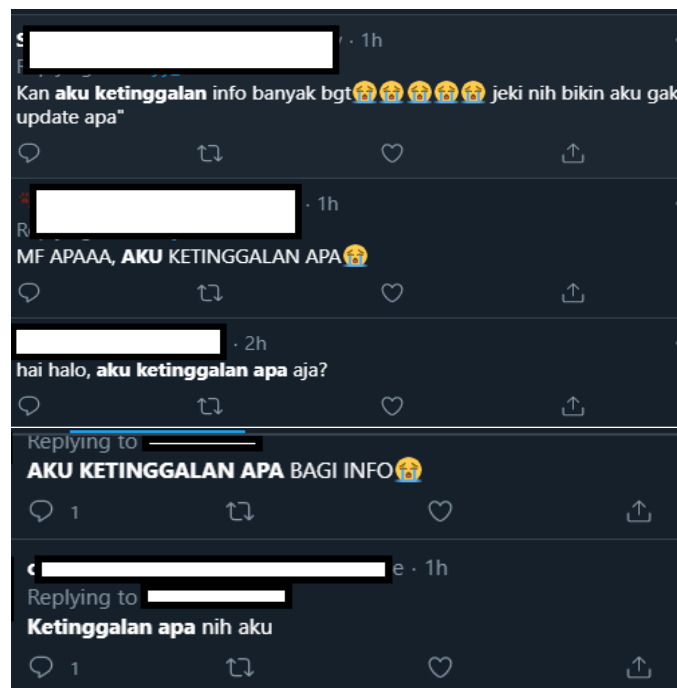 · 1h
Kan aku ketinggalan info banyak bgt😭😭😭😭😭 jeki nih bikin aku gak
update apa"
· 1h
MF APAAA, AKU KETINGGALAN APA😭
· 2h
hai halo, aku ketinggalan apa aja?
Replying to
AKU KETINGGALAN APA BAGI INFO😭
1
e · 1h
Replying to
Ketinggalan apa nih aku
1